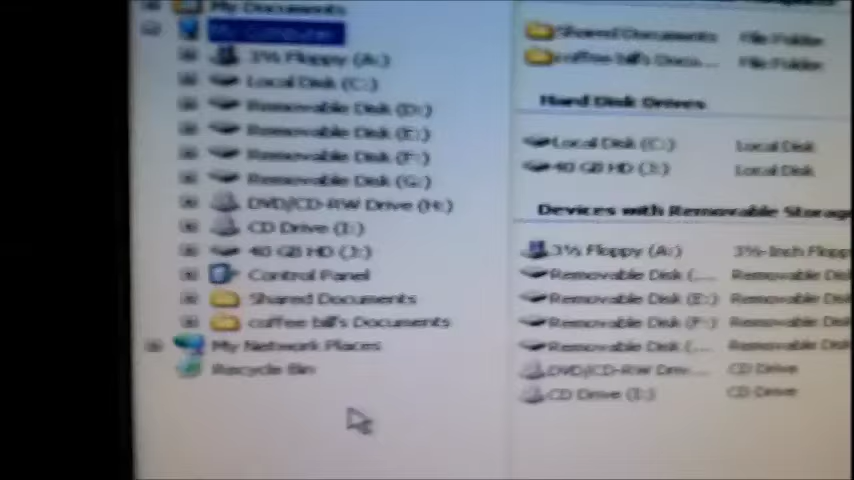 My Documents
My Computer
3½ Floppy (A:)
Local Disk (C:)
Removable Disk (D:)
Removable Disk (E:)
Removable Disk (F:)
Removable Disk (G:)
DVD/CD-RW Drive (H:)
CD Drive (I:)
40 GB HD (J:)
Control Panel
Shared Documents
coffee bill's Documents
My Network Places
Recycle Bin
Shared Documents File Folder
coffee bill's Docu... File Folder
Hard Disk Drives
Local Disk (C:) Local Disk
40 GB HD (J:) Local Disk
Devices with Removable Storage
3½ Floppy (A:) 3½-Inch Flopp
Removable Disk (... Removable Disk
Removable Disk (E:) Removable Disk
Removable Disk (F:) Removable Disk
Removable Disk (... Removable Disk
DVD/CD-RW Driv... CD Drive
CD Drive (I:) CD Drive